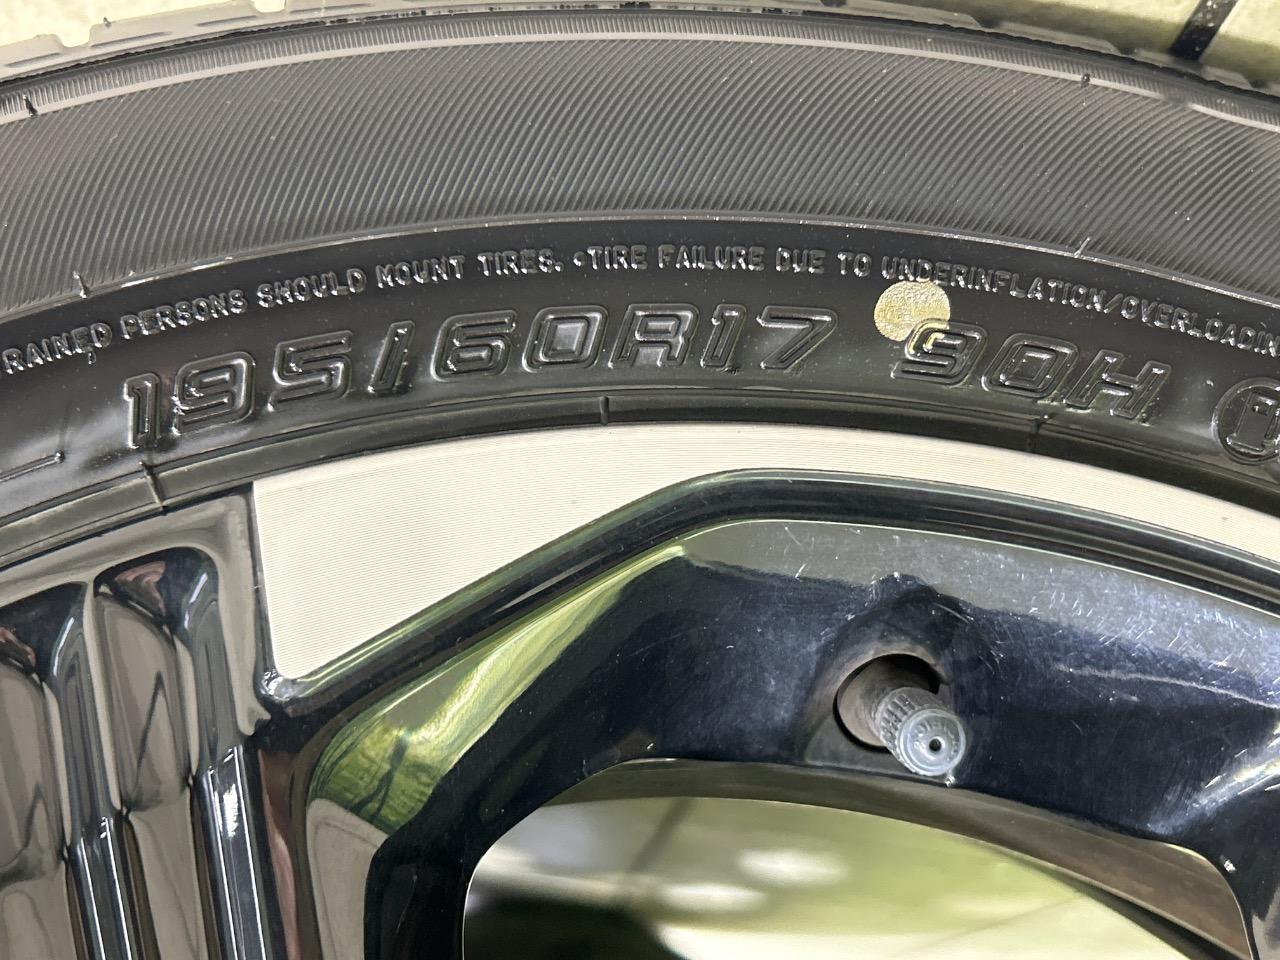 RAINED PERSONS SHOULD MOUNT TIRES. •TIRE FAILURE DUE TO UNDERINFLATION/OVERLOADIN
195/60R17 90H